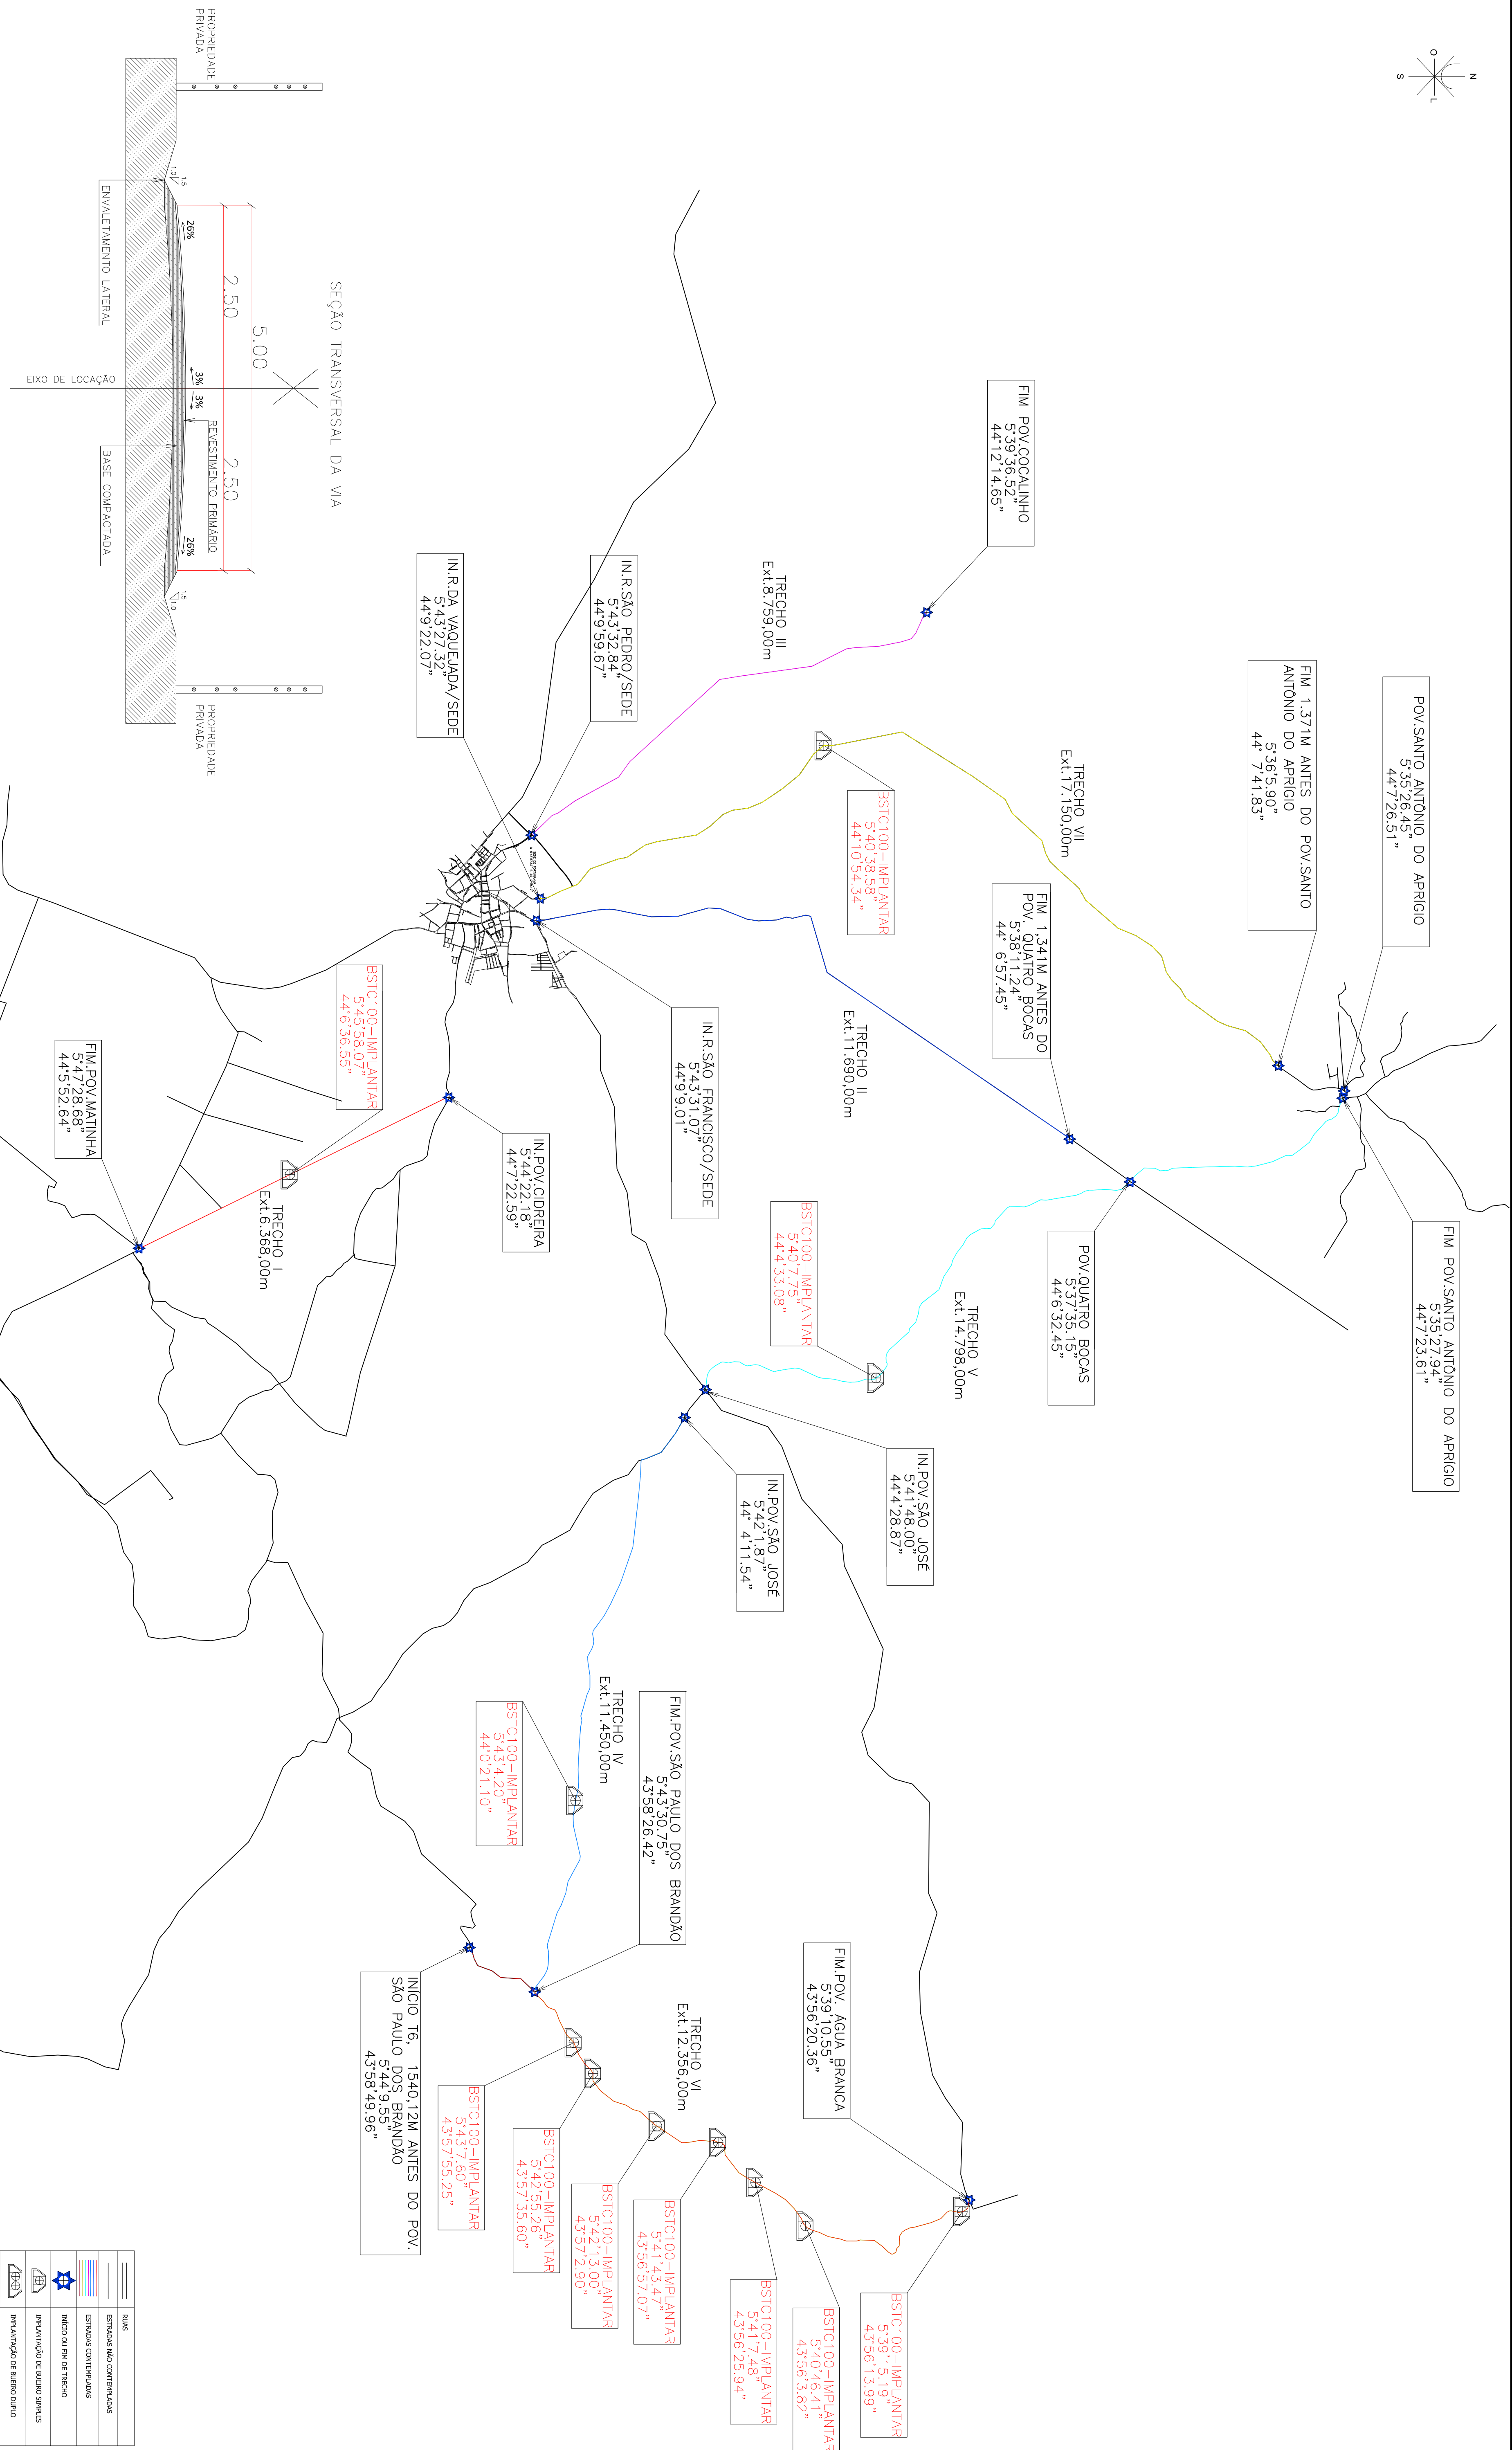 N
O
L
S
SEÇÃO TRANSVERSAL DA VIA
PROPRIEDADE
PRIVADA
1.5
1.0
26%
2.50
5.00
3%
3%
2.50
26%
1.5
1.0
PROPRIEDADE
PRIVADA
ENVALETAMENTO LATERAL
EIXO DE LOCAÇÃO
REVESTIMENTO PRIMÁRIO
BASE COMPACTADA
FIM POV.COCALINHO
5°39'36.52"
44°12'14.65"
TRECHO III
Ext.8.759,00m
IN.R.SÃO PEDRO/SEDE
5°43'32.84"
44°9'59.67"
IN.R.DA VAQUEJADA/SEDE
5°43'27.32"
44°9'22.07"
POV.SANTO ANTÔNIO DO APRÍGIO
5°35'26.45"
44°7'26.51"
FIM 1.371M ANTES DO POV.SANTO
ANTÔNIO DO APRÍGIO
5°36'5.90"
44° 7'41.83"
TRECHO VII
Ext.17.150,00m
BSTC100-IMPLANTAR
5°40'38.58"
44°10'54.34"
FIM 1,341M ANTES DO
POV. QUATRO BOCAS
5°38'11.24"
44° 6'57.45"
TRECHO II
Ext.11.690,00m
IN.R.SÃO FRANCISCO/SEDE
5°43'31.07"
44°9'9.01"
BSTC100-IMPLANTAR
5°45'58.07"
44°6'36.55"
FIM.POV.MATINHA
5°47'28.68"
44°5'52.64"
IN.POV.CIDREIRA
5°44'22.18"
44°7'22.59"
TRECHO I
Ext.6.368,00m
FIM POV.SANTO ANTÔNIO DO APRÍGIO
5°35'27.94"
44°7'23.61"
POV.QUATRO BOCAS
5°37'35.15"
44°6'32.45"
TRECHO V
Ext.14.798,00m
BSTC100-IMPLANTAR
5°40'7.75"
44°4'33.08"
IN.POV.SÃO JOSÉ
5°41'48.00"
44°4'28.87"
IN.POV.SÃO JOSÉ
5°42'1.87"
44° 4'11.54"
TRECHO IV
Ext.11.450,00m
BSTC100-IMPLANTAR
5°43'4.20"
44°0'21.10"
FIM.POV.SÃO PAULO DOS BRANDÃO
5°43'30.75"
43°58'26.42"
FIM.POV. ÁGUA BRANCA
5°39'10.55"
43°56'20.36"
TRECHO VI
Ext.12.356,00m
INÍCIO T6, 1540,12M ANTES DO POV.
SÃO PAULO DOS BRANDÃO
5°44'9.55"
43°58'49.96"
BSTC100-IMPLANTAR
5°43'7.60"
43°57'55.25"
BSTC100-IMPLANTAR
5°42'55.26"
43°57'35.60"
BSTC100-IMPLANTAR
5°42'13.00"
43°57'2.90"
BSTC100-IMPLANTAR
5°41'43.47"
43°56'57.07"
BSTC100-IMPLANTAR
5°41'7.48"
43°56'25.94"
BSTC100-IMPLANTAR
5°40'46.41"
43°56'3.82"
BSTC100-IMPLANTAR
5°39'15.19"
43°56'13.99"
RUAS
ESTRADAS NÃO CONTEMPLADAS
ESTRADAS CONTEMPLADAS
INÍCIO OU FIM DE TRECHO
IMPLANTAÇÃO DE BUEIRO SIMPLES
IMPLANTAÇÃO DE BUEIRO DUPLO